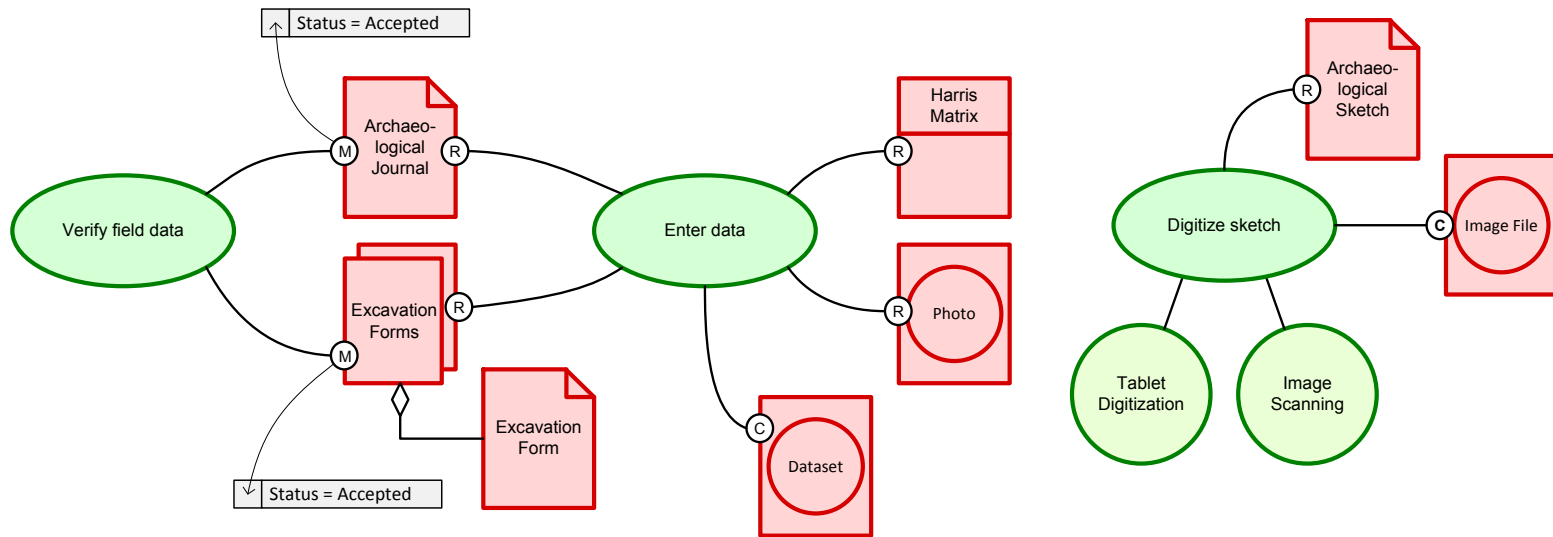 Status = Accepted
Archaeo-
logical
Journal
M
R
Verify field data
Excavation
Forms
M
R
Excavation
Form
Status = Accepted
Enter data
Harris
Matrix
R
Photo
R
Dataset
C
Archaeo-
logical
Sketch
R
Digitize sketch
C
Image File
Tablet
Digitization
Image
Scanning